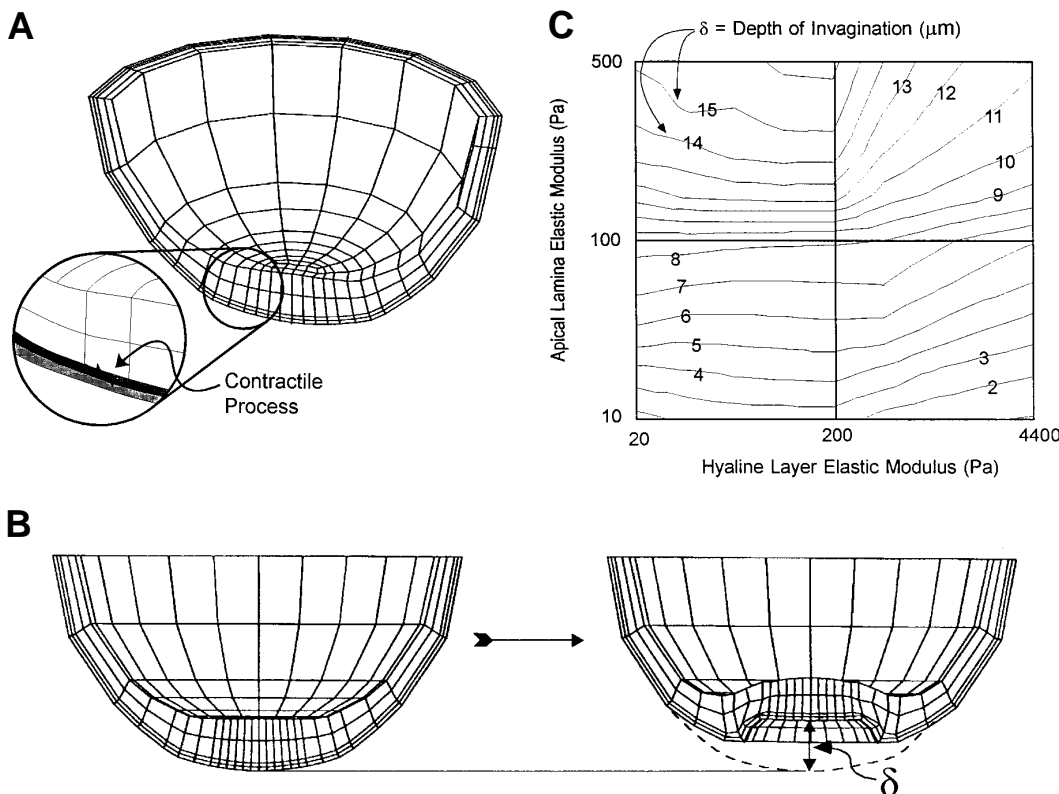 A
Contractile
Process
C
δ = Depth of Invagination (μm)
Apical Lamina Elastic Modulus (Pa)
500
100
10
15
14
13
12
11
10
9
8
7
6
5
4
3
2
20
200
4400
Hyaline Layer Elastic Modulus (Pa)
B
δ